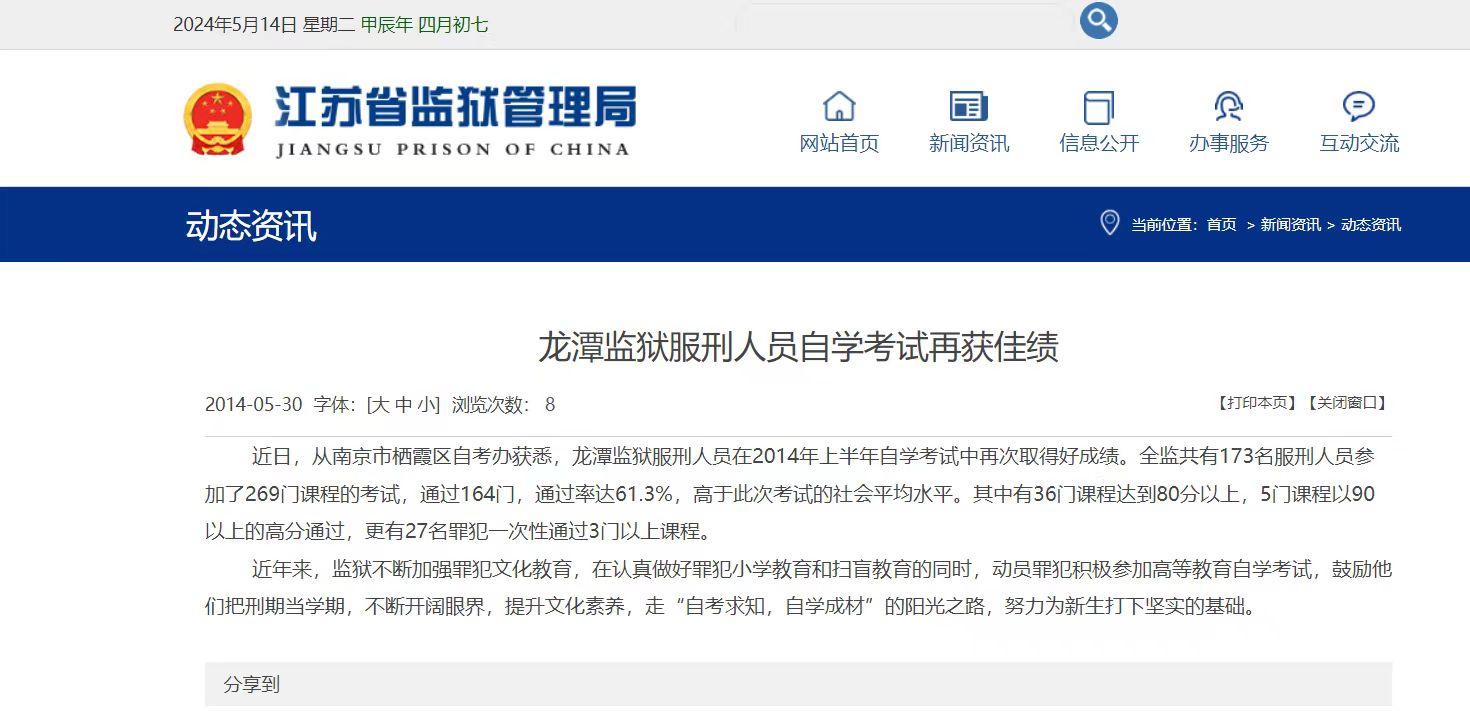 2024年5月14日 星期二 甲辰年 四月初七
江苏省监狱管理局
JIANGSU PRISON OF CHINA
网站首页 新闻资讯 信息公开 办事服务 互动交流
动态资讯
当前位置：首页 > 新闻资讯 > 动态资讯
龙潭监狱服刑人员自学考试再获佳绩
2014-05-30 字体：[大 中 小] 浏览次数： 8
【打印本页】【关闭窗口】
近日，从南京市栖霞区自考办获悉，龙潭监狱服刑人员在2014年上半年自学考试中再次取得好成绩。全监共有173名服刑人员参
加了269门课程的考试，通过164门，通过率达61.3%，高于此次考试的社会平均水平。其中有36门课程达到80分以上，5门课程以90
以上的高分通过，更有27名罪犯一次性通过3门以上课程。
近年来，监狱不断加强罪犯文化教育，在认真做好罪犯小学教育和扫盲教育的同时，动员罪犯积极参加高等教育自学考试，鼓励他
们把刑期当学期，不断开阔眼界，提升文化素养，走“自考求知，自学成材”的阳光之路，努力为新生打下坚实的基础。
分享到